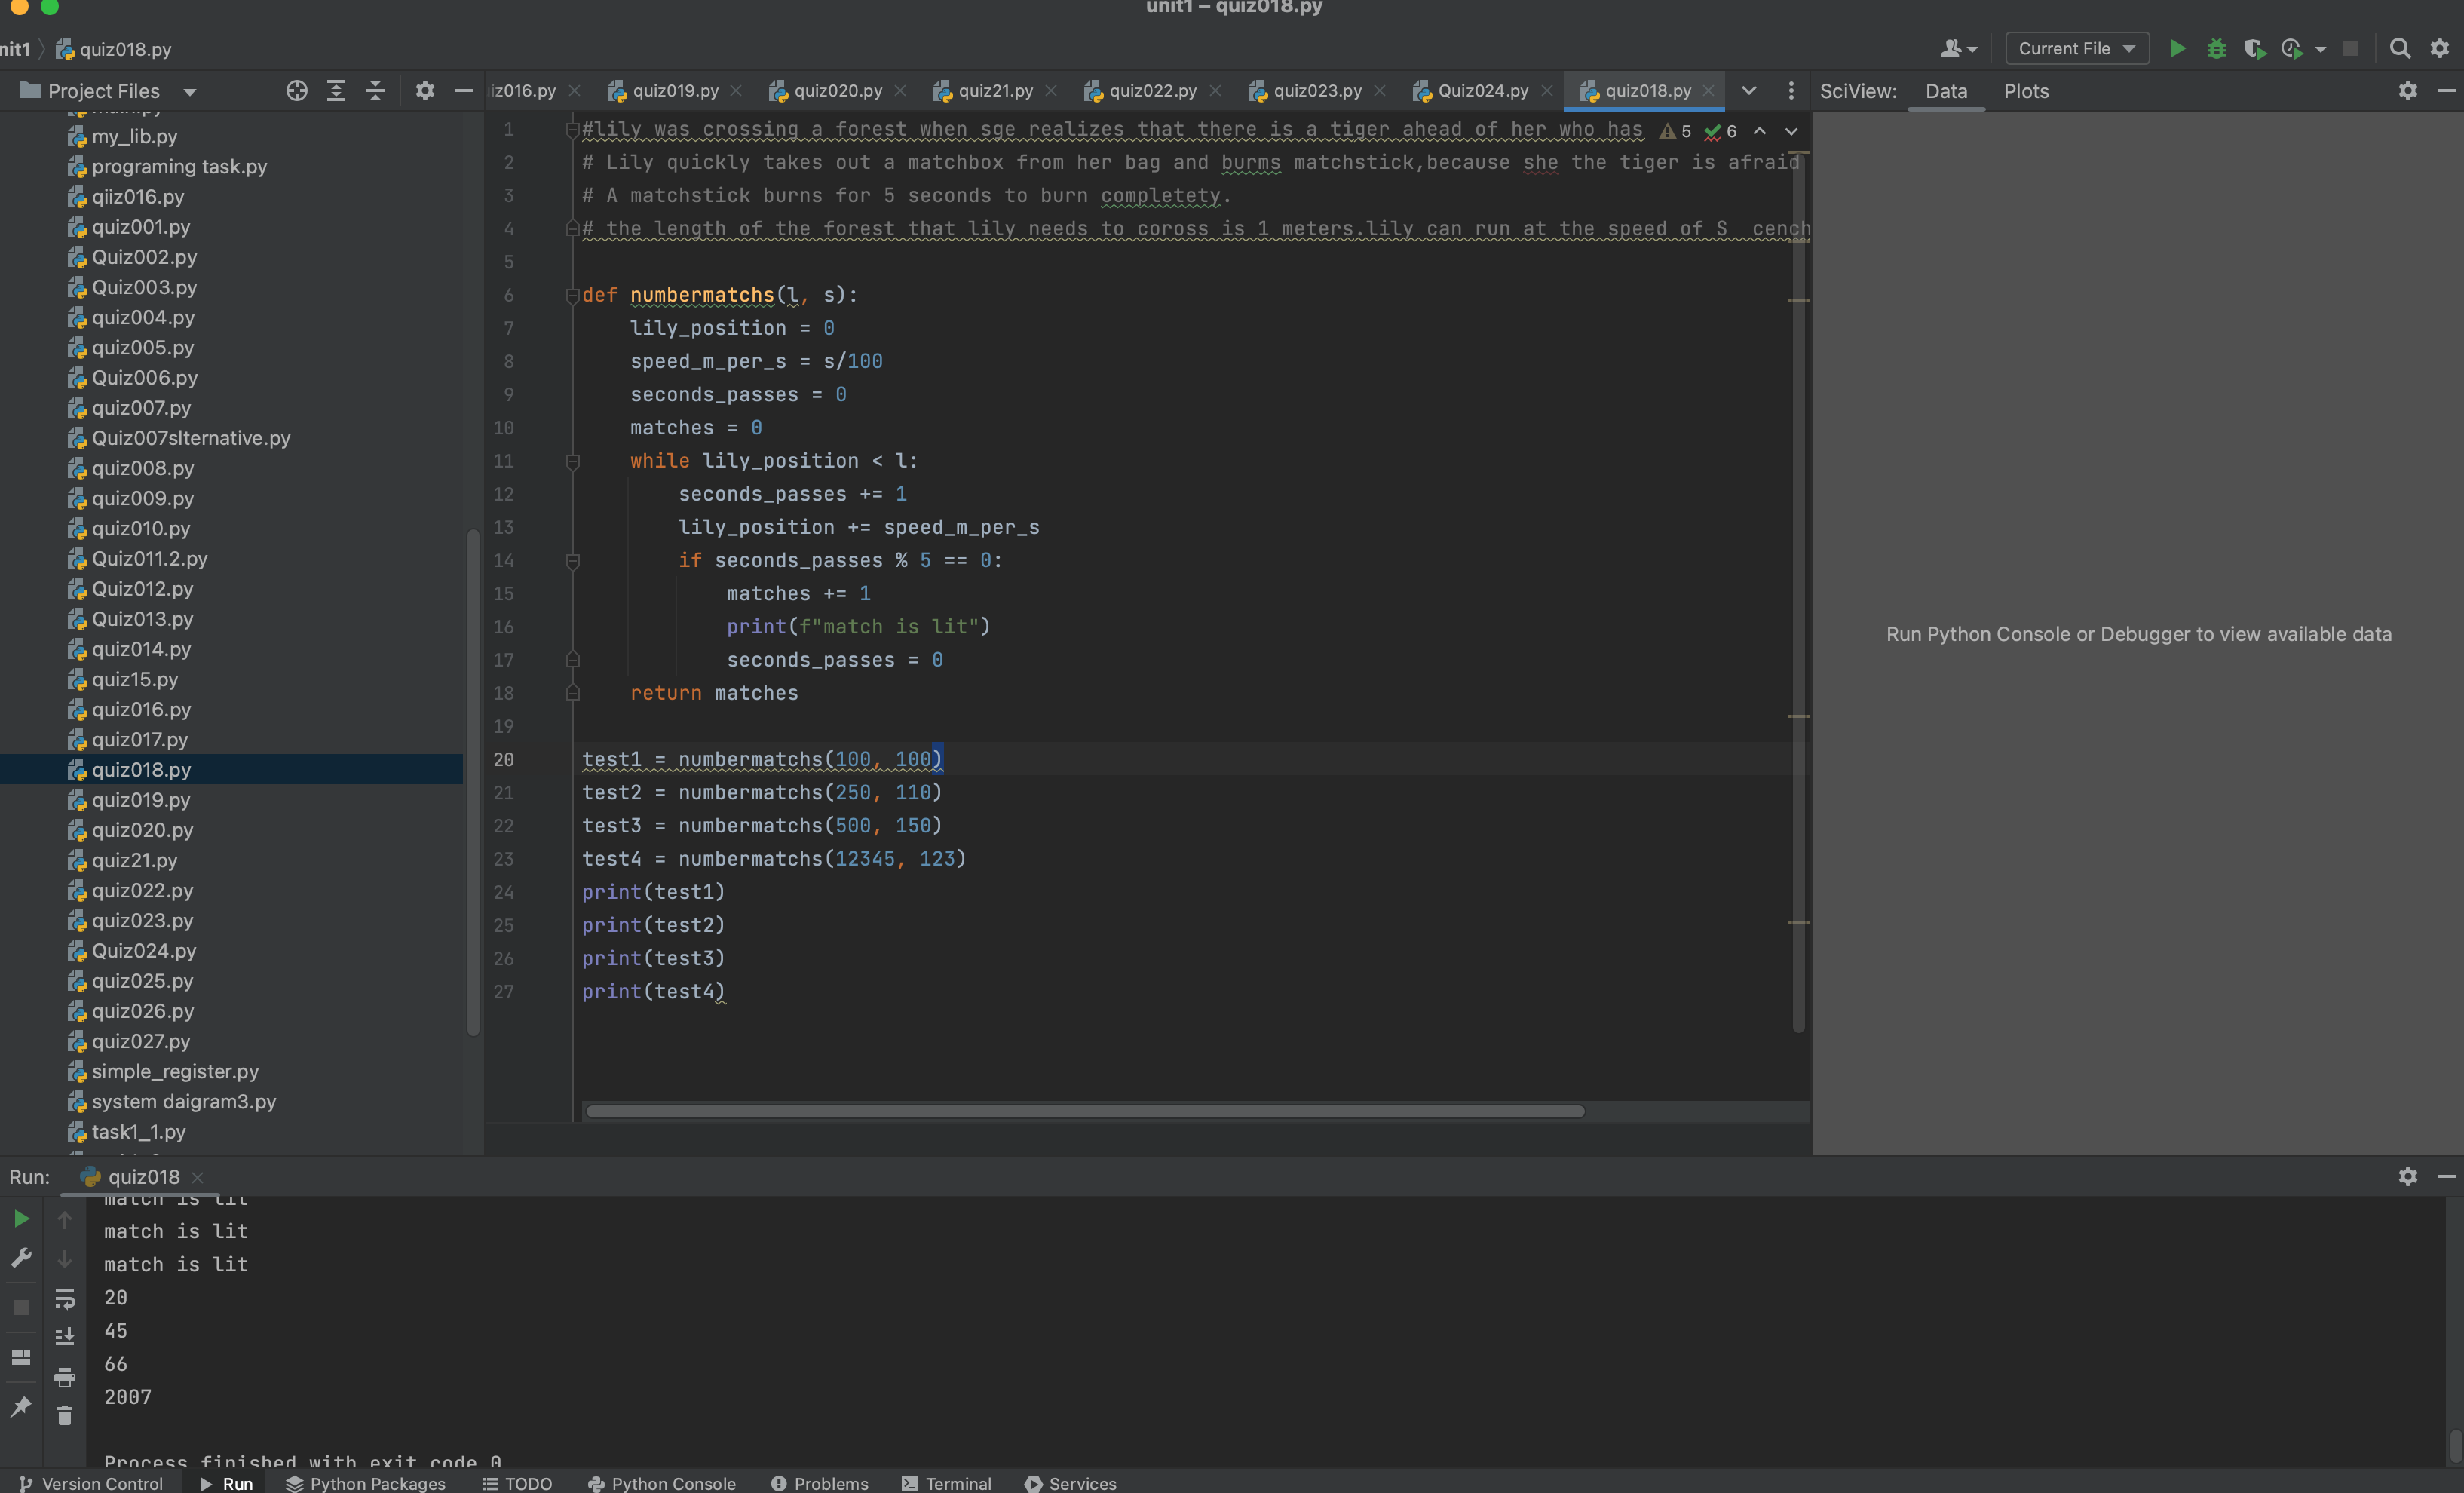 unit1 – quiz018.py
nit1 quiz018.py
Current File
Project Files
iz016.py quiz019.py quiz020.py quiz21.py quiz022.py quiz023.py Quiz024.py quiz018.py
SciView: Data Plots
my_lib.py
programing task.py
qiiz016.py
quiz001.py
Quiz002.py
Quiz003.py
quiz004.py
quiz005.py
Quiz006.py
quiz007.py
Quiz007slternative.py
quiz008.py
quiz009.py
quiz010.py
Quiz011.2.py
Quiz012.py
Quiz013.py
quiz014.py
quiz15.py
quiz016.py
quiz017.py
quiz018.py
quiz019.py
quiz020.py
quiz21.py
quiz022.py
quiz023.py
Quiz024.py
quiz025.py
quiz026.py
quiz027.py
simple_register.py
system daigram3.py
task1_1.py
1 #lily was crossing a forest when sge realizes that there is a tiger ahead of her who has 5 6
2 # Lily quickly takes out a matchbox from her bag and burms matchstick,because she the tiger is afraid
3 # A matchstick burns for 5 seconds to burn completety.
4 # the length of the forest that lily needs to coross is 1 meters.lily can run at the speed of S  cench
5
6 def numbermatchs(l, s):
7 lily_position = 0
8 speed_m_per_s = s/100
9 seconds_passes = 0
10 matches = 0
11 while lily_position < l:
12 seconds_passes += 1
13 lily_position += speed_m_per_s
14 if seconds_passes % 5 == 0:
15 matches += 1
16 print(f"match is lit")
17 seconds_passes = 0
18 return matches
19
20 test1 = numbermatchs(100, 100)
21 test2 = numbermatchs(250, 110)
22 test3 = numbermatchs(500, 150)
23 test4 = numbermatchs(12345, 123)
24 print(test1)
25 print(test2)
26 print(test3)
27 print(test4)
Run Python Console or Debugger to view available data
Run: quiz018
match is lit
match is lit
match is lit
20
45
66
2007
Process finished with exit code 0
Version Control Run Python Packages TODO Python Console Problems Terminal Services